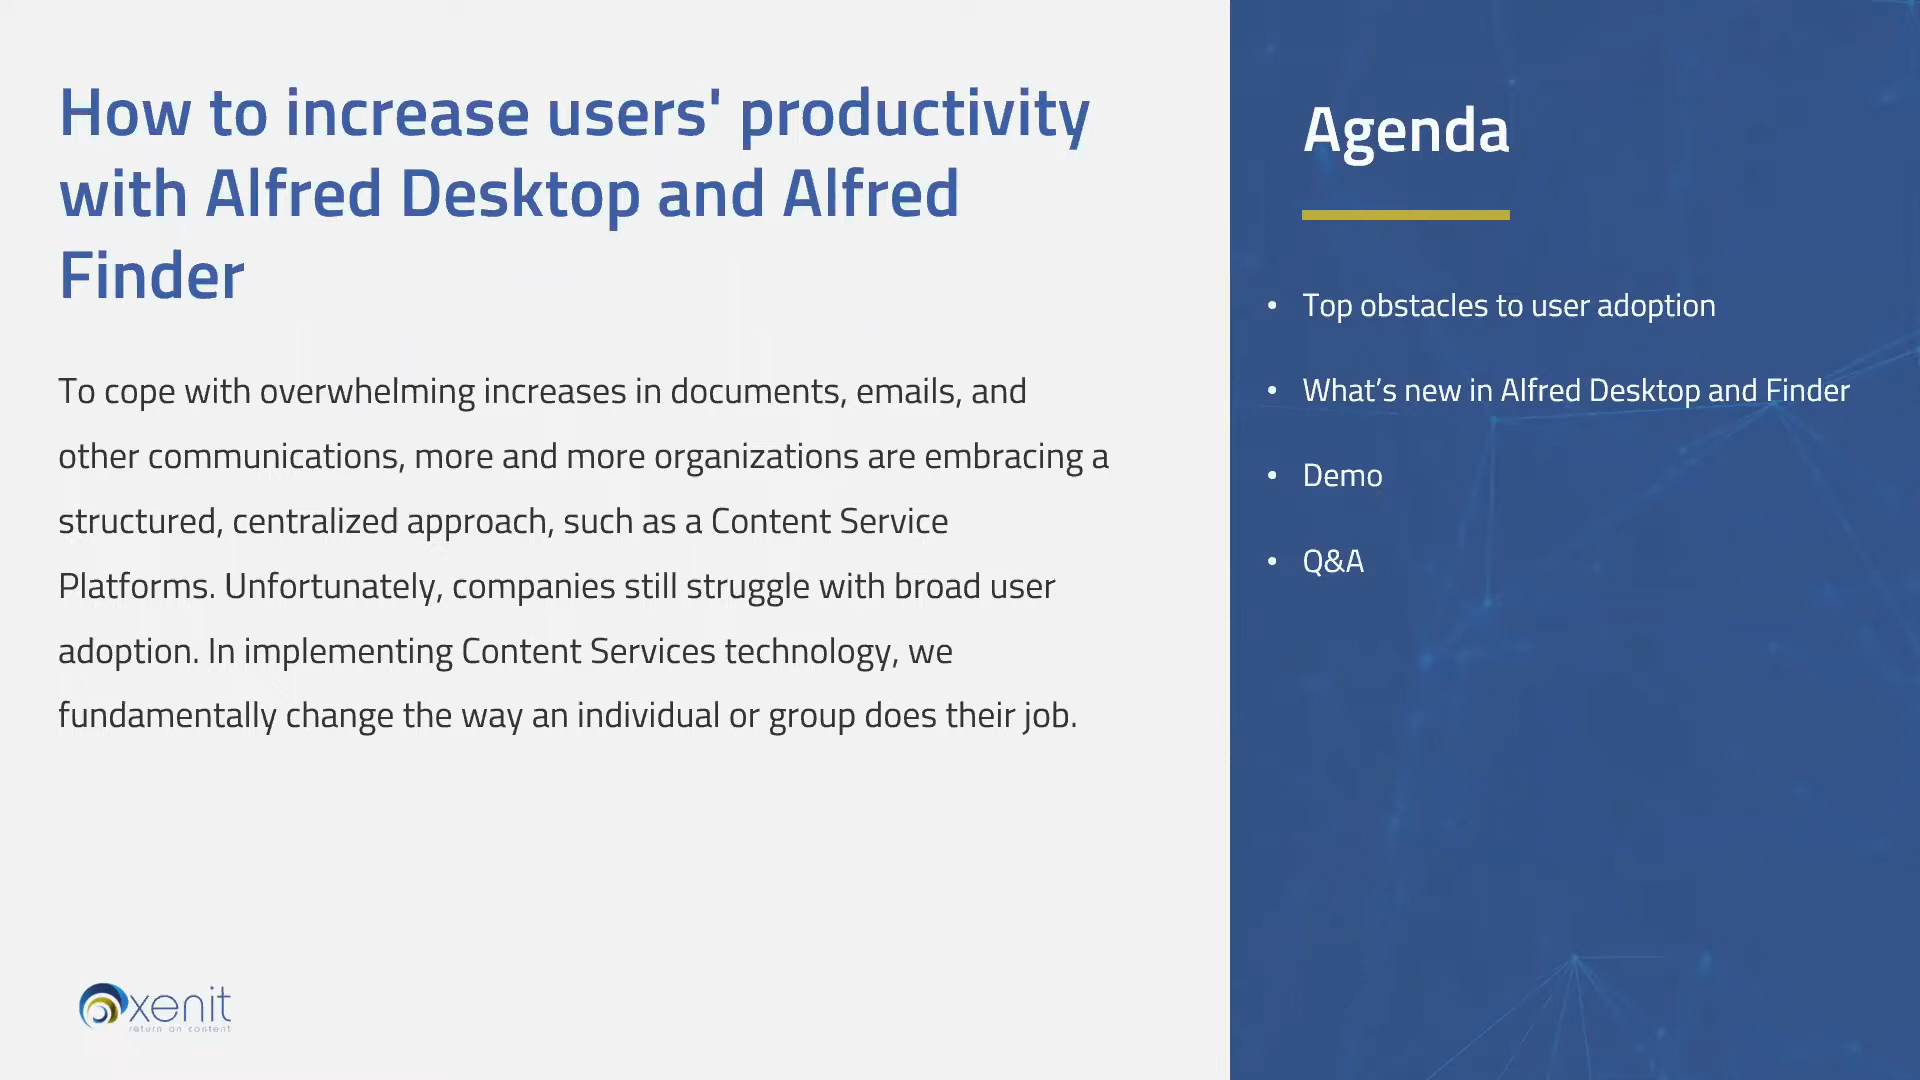 How to increase users' productivity
with Alfred Desktop and Alfred
Finder
To cope with overwhelming increases in documents, emails, and
other communications, more and more organizations are embracing a
structured, centralized approach, such as a Content Service
Platforms. Unfortunately, companies still struggle with broad user
adoption. In implementing Content Services technology, we
fundamentally change the way an individual or group does their job.
xenit
return on content
Agenda
• Top obstacles to user adoption
• What’s new in Alfred Desktop and Finder
• Demo
• Q&A